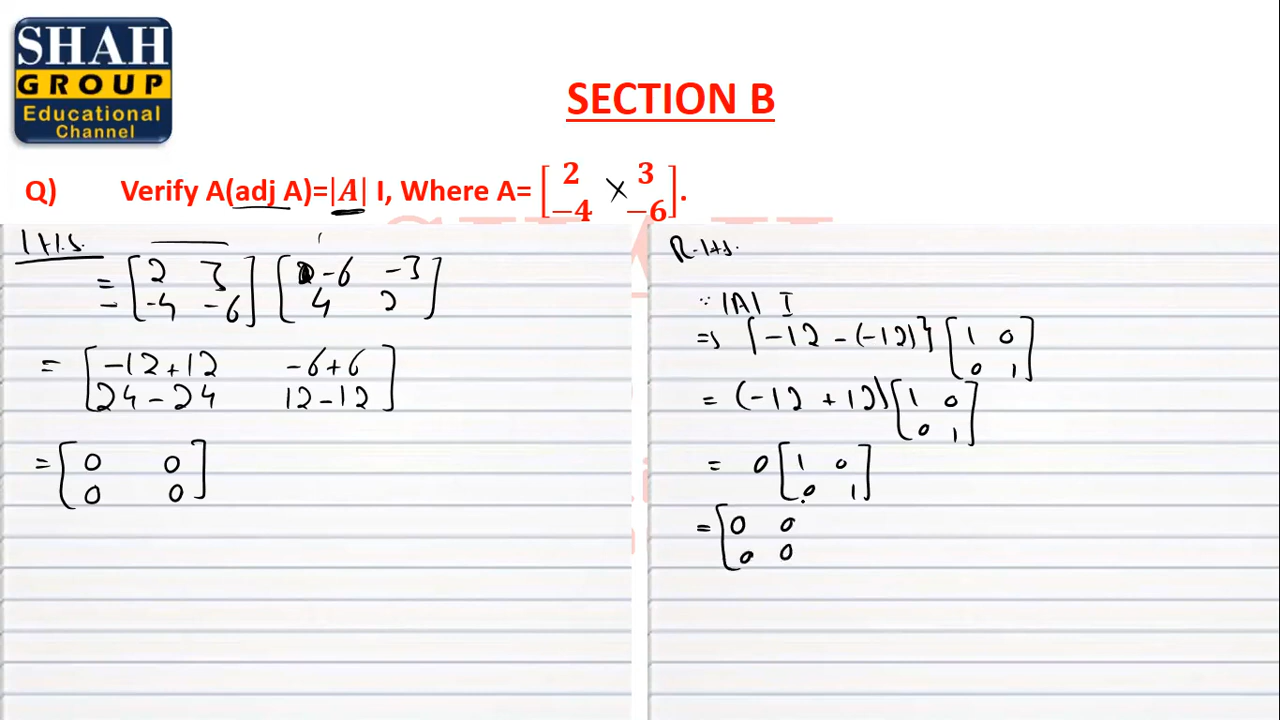 SHAH
GROUP
Educational
Channel
SECTION B
Q) Verify A(adj A)=|A| I, Where A= [2 × 3
-4 -6].
L.H.S.
= [2 3] [-6 -3]
[-4 -6] [4 2]
= [-12+12 -6+6]
[24-24 12-12]
= [0 0]
[0 0]
R.H.S.
∵ |A| I
=> [-12-(-12)} [1 0]
[0 1]
= (-12+12) [1 0]
[0 1]
= 0 [1 0]
[0 1]
= [0 0
0 0